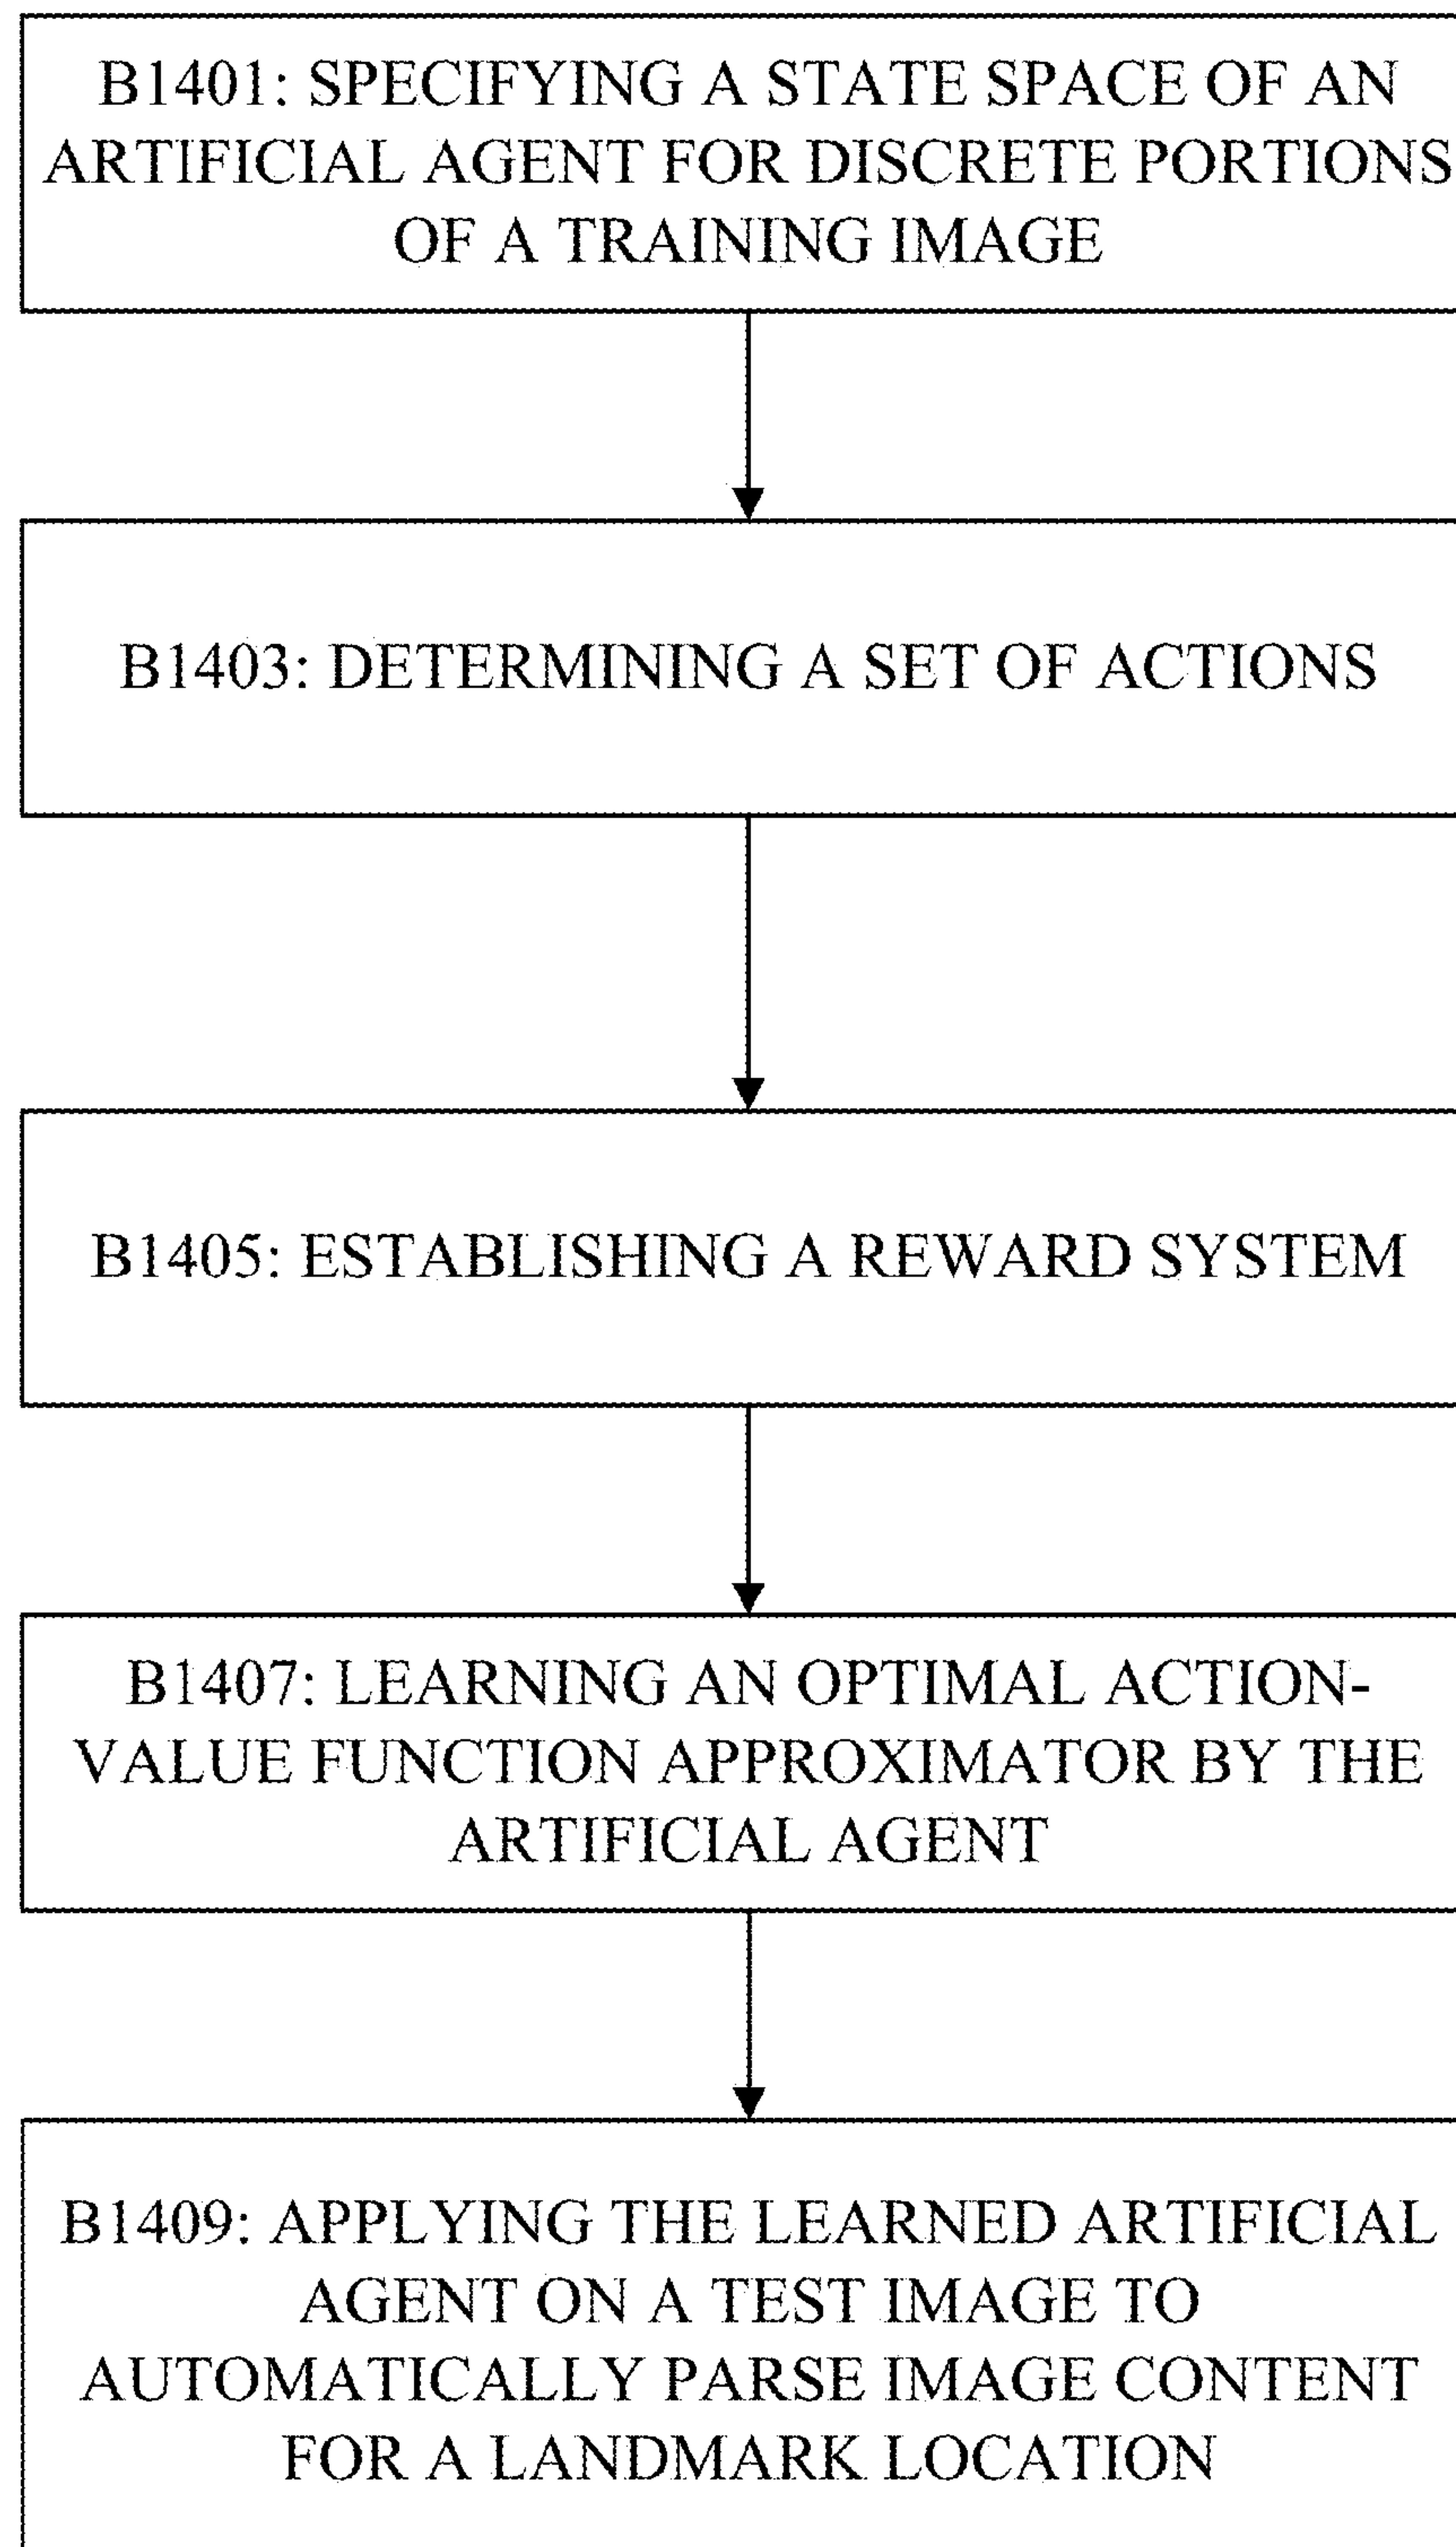 B1401: SPECIFYING A STATE SPACE OF AN
ARTIFICIAL AGENT FOR DISCRETE PORTIONS
OF A TRAINING IMAGE
B1403: DETERMINING A SET OF ACTIONS
B1405: ESTABLISHING A REWARD SYSTEM
B1407: LEARNING AN OPTIMAL ACTION-
VALUE FUNCTION APPROXIMATOR BY THE
ARTIFICIAL AGENT
B1409: APPLYING THE LEARNED ARTIFICIAL
AGENT ON A TEST IMAGE TO
AUTOMATICALLY PARSE IMAGE CONTENT
FOR A LANDMARK LOCATION